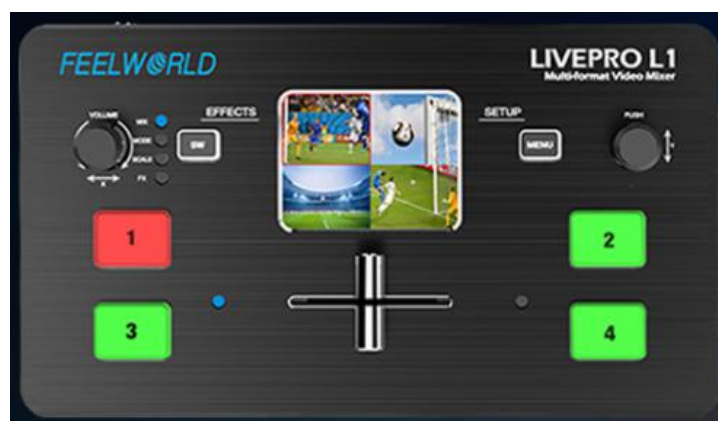 FEELWORLD
LIVEPRO L1
Multi-format Video Mixer
EFFECTS
SETUP
VOLUME
MIX
MODE
SCALE
FX
X
SW
MENU
PUSH
Y
1
2
3
4